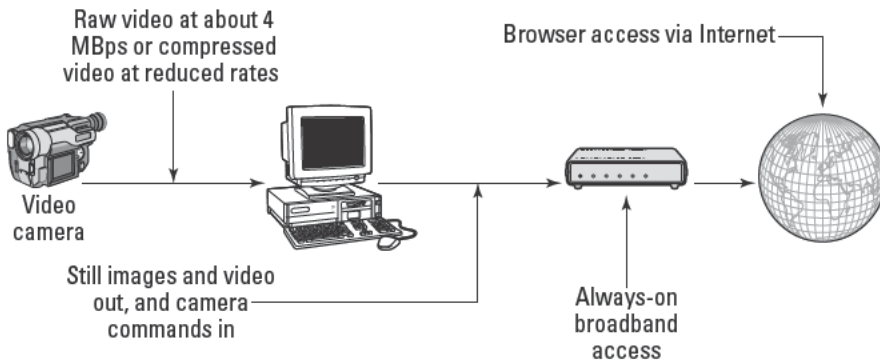 Raw video at about 4
MBps or compressed
video at reduced rates
Browser access via Internet
Video
camera
Still images and video
out, and camera
commands in
Always-on
broadband
access